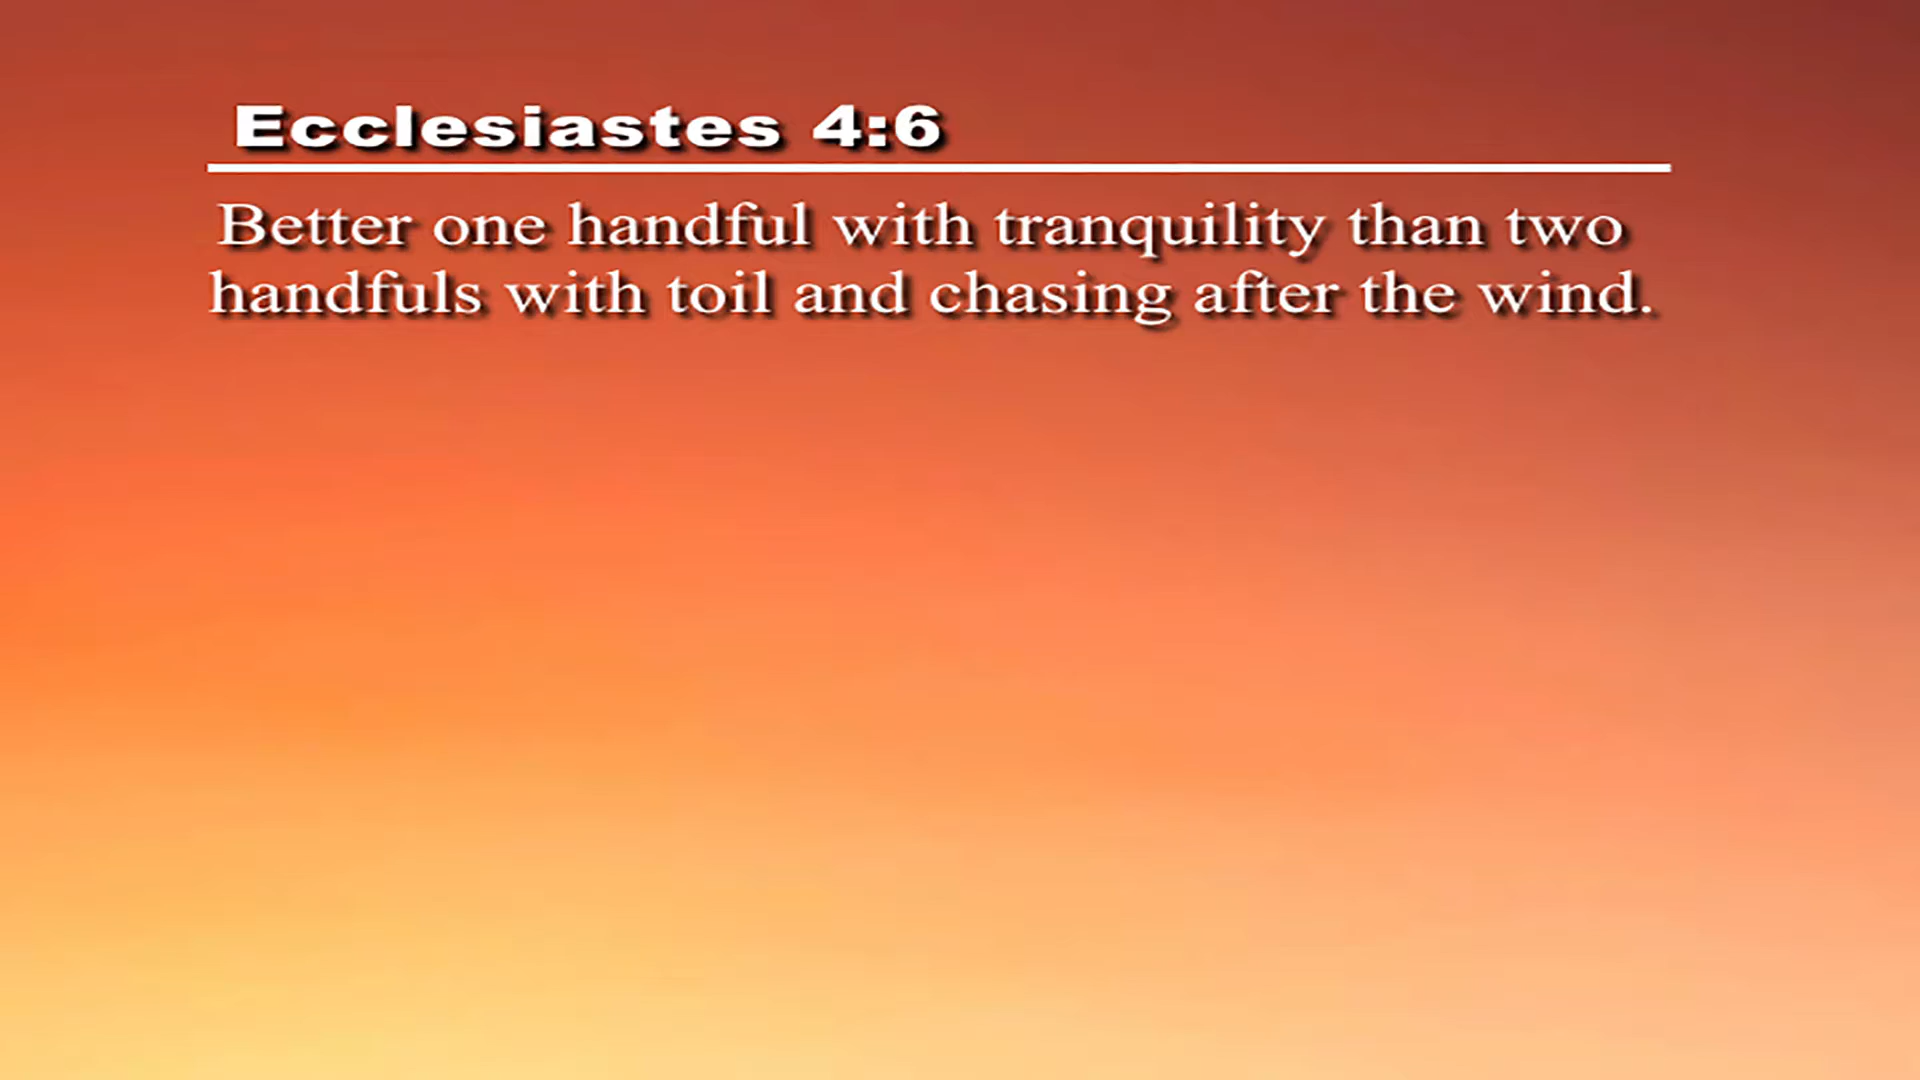 Ecclesiastes 4:6
Better one handful with tranquility than two
handfuls with toil and chasing after the wind.